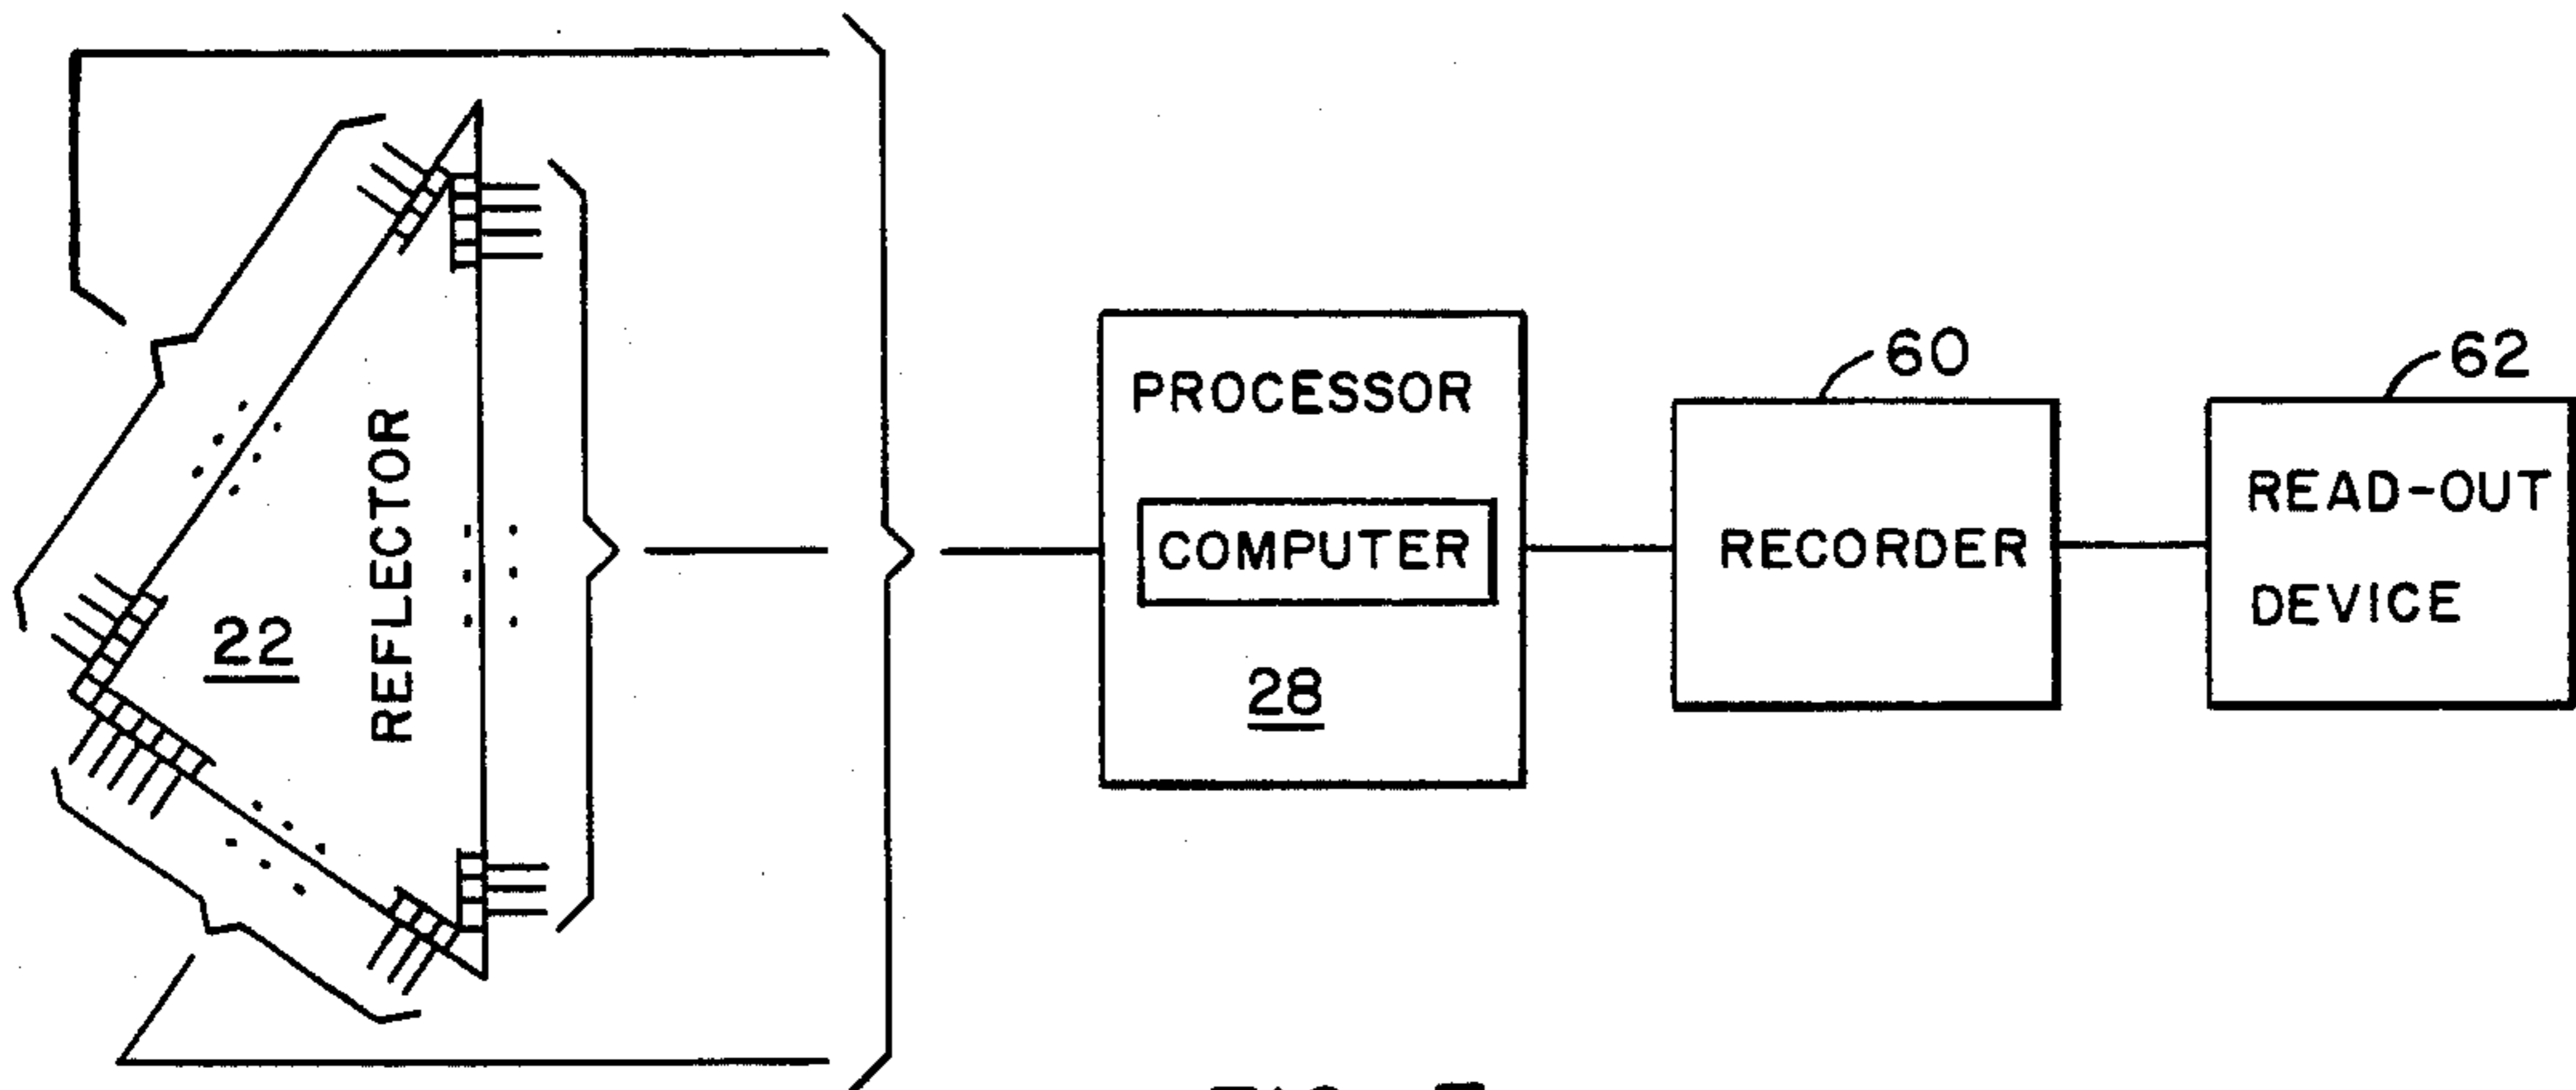 REFLECTOR
22
PROCESSOR
COMPUTER
28
60
RECORDER
62
READ-OUT
DEVICE